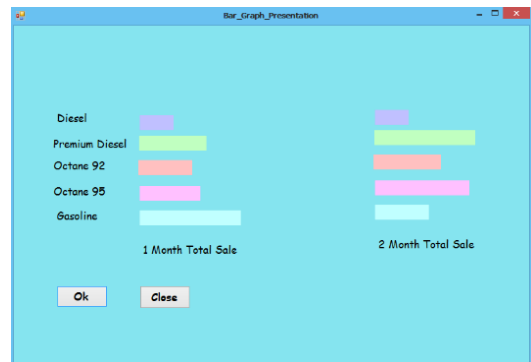 Bar_Graph_Presentation
Diesel
Premium Diesel
Octane 92
Octane 95
Gasoline
1 Month Total Sale
2 Month Total Sale
Ok
Close